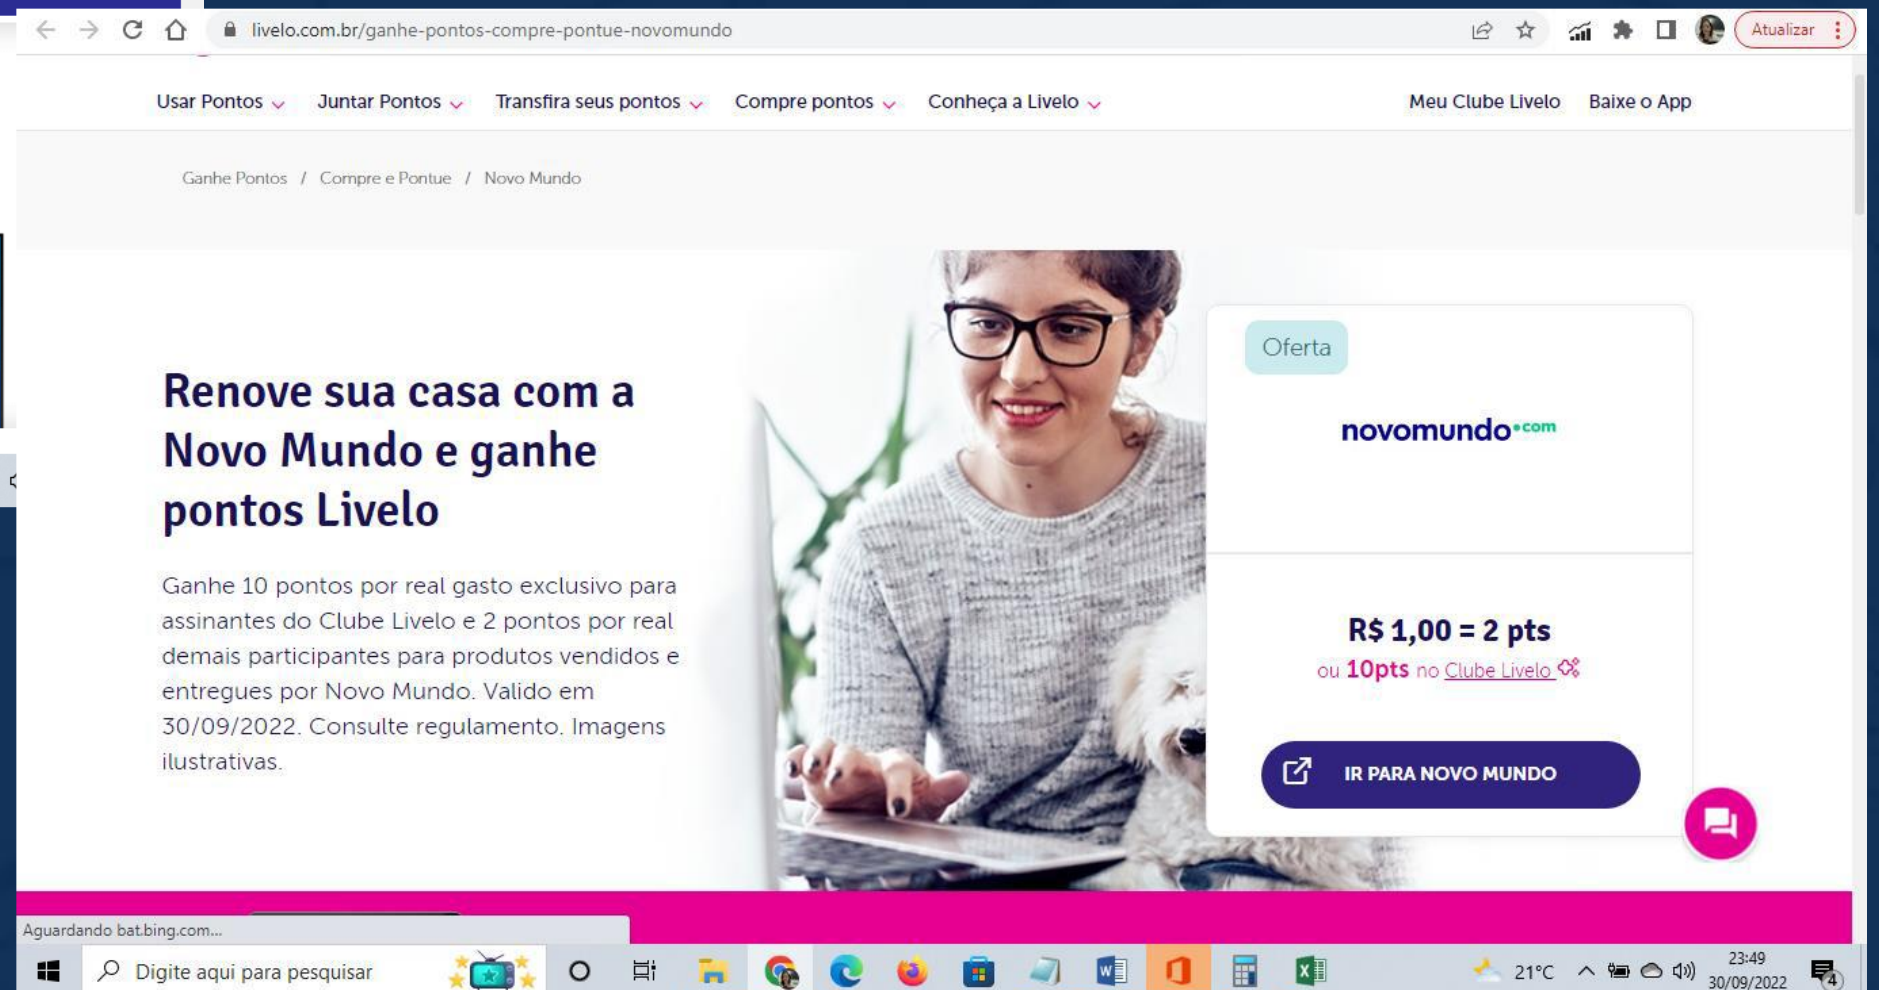 livelo.com.br/ganhe-pontos-compre-pontue-novomundo
Atualizar
Usar Pontos
Juntar Pontos
Transfira seus pontos
Compre pontos
Conheça a Livelo
Meu Clube Livelo
Baixe o App
Ganhe Pontos / Compre e Pontue / Novo Mundo
Renove sua casa com a
Novo Mundo e ganhe
pontos Livelo
Ganhe 10 pontos por real gasto exclusivo para
assinantes do Clube Livelo e 2 pontos por real
demais participantes para produtos vendidos e
entregues por Novo Mundo. Valido em
30/09/2022. Consulte regulamento. Imagens
ilustrativas.
Oferta
novomundo.com
R$ 1,00 = 2 pts
ou 10pts no Clube Livelo
IR PARA NOVO MUNDO
Aguardando bat.bing.com...
Digite aqui para pesquisar
21°C
23:49
30/09/2022
4